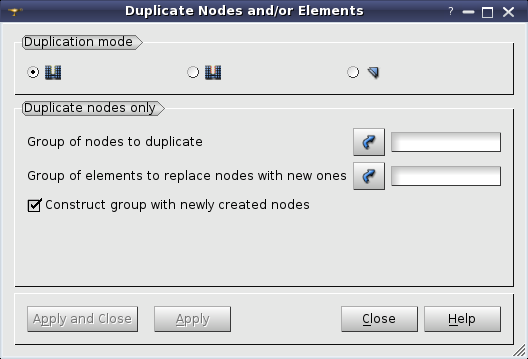 Duplicate Nodes and/or Elements
Duplication mode
Duplicate nodes only
Group of nodes to duplicate
Group of elements to replace nodes with new ones
Construct group with newly created nodes
Apply and Close Apply Close Help